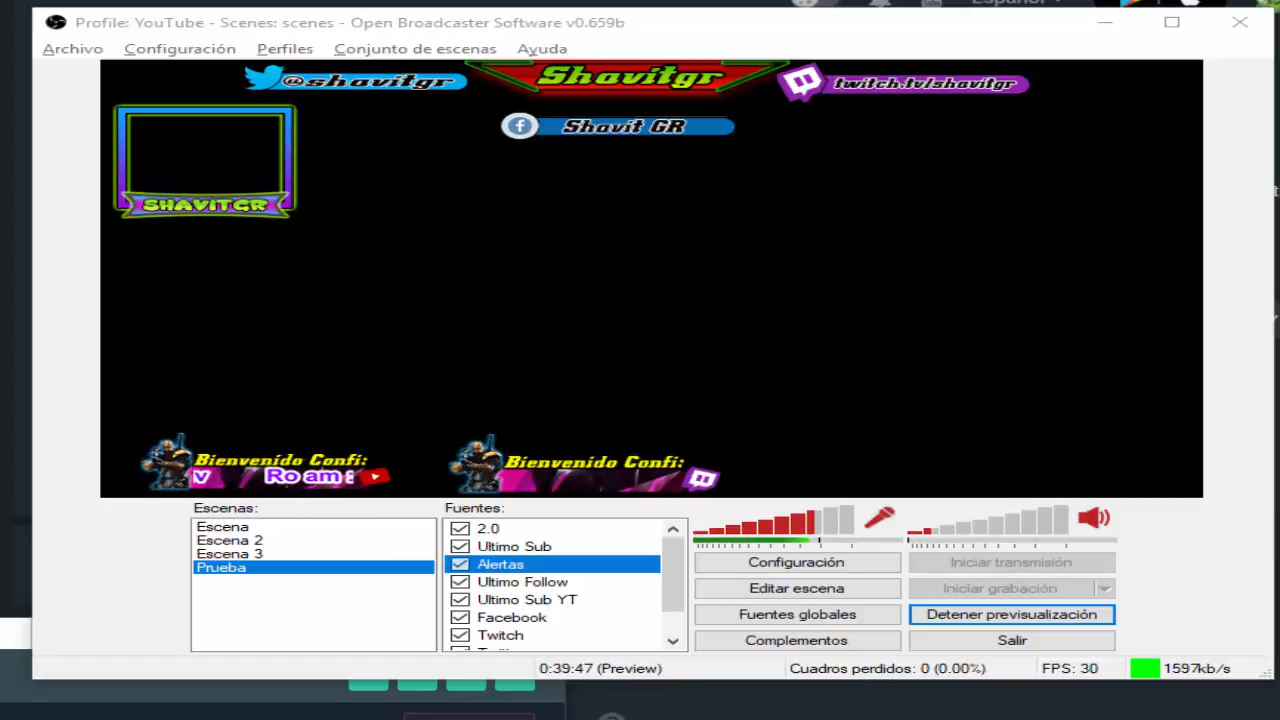 Español
Profile: YouTube - Scenes: scenes - Open Broadcaster Software v0.659b
Archivo Configuración Perfiles Conjunto de escenas Ayuda
@shavitgr
Shavitgr
twitch.tv/shavitgr
Shavit GR
SHAVITGR
Bienvenido Confi:
v Roam
Bienvenido Confi:
Escenas:
Escena
Escena 2
Escena 3
Prueba
Fuentes:
2.0
Ultimo Sub
Alertas
Ultimo Follow
Ultimo Sub YT
Facebook
Twitch
Configuración
Iniciar transmisión
Editar escena
Iniciar grabación
Fuentes globales
Detener previsualización
Complementos
Salir
0:39:47 (Preview)
Cuadros perdidos: 0 (0.00%)
FPS: 30
1597kb/s